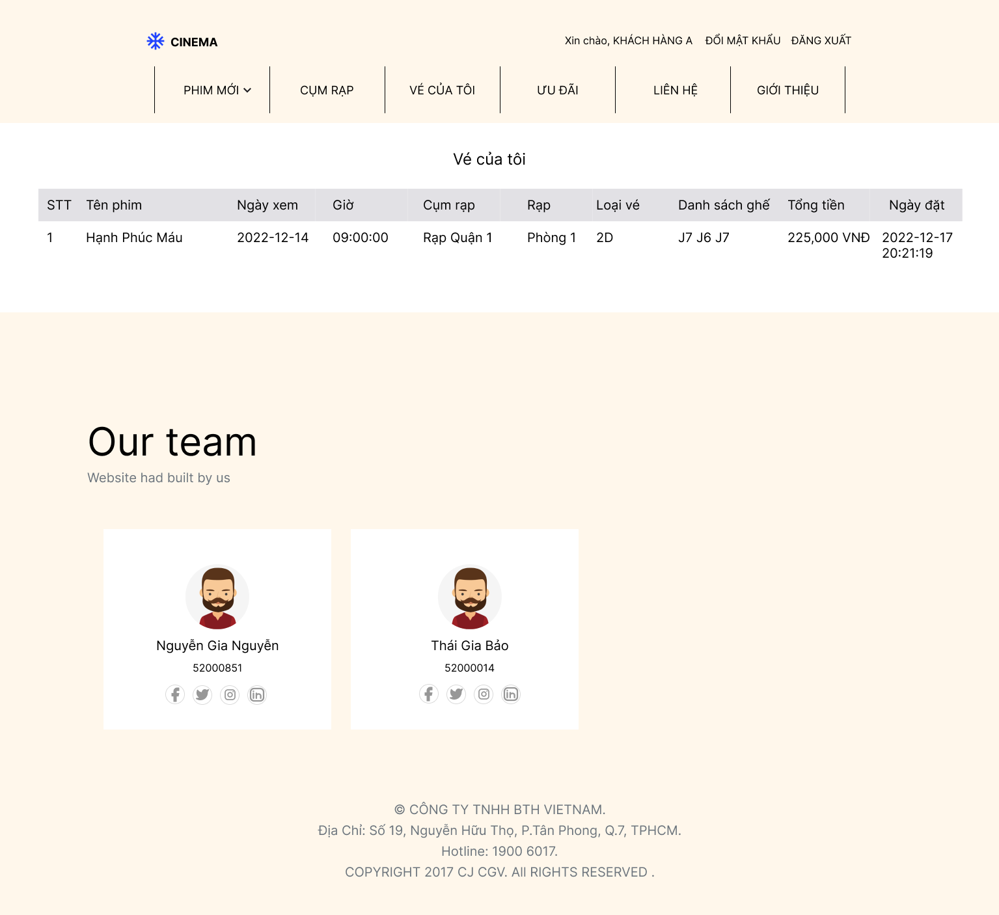 CINEMA
Xin chào, KHÁCH HÀNG A ĐỔI MẬT KHẨU ĐĂNG XUẤT
PHIM MỚI CỤM RẠP VÉ CỦA TÔI ƯU ĐÃI LIÊN HỆ GIỚI THIỆU
Vé của tôi
STT Tên phim Ngày xem Giờ Cụm rạp Rạp Loại vé Danh sách ghế Tổng tiền Ngày đặt
1 Hạnh Phúc Máu 2022-12-14 09:00:00 Rạp Quận 1 Phòng 1 2D J7 J6 J7 225,000 VNĐ 2022-12-17
20:21:19
Our team
Website had built by us
Nguyễn Gia Nguyễn
52000851
Thái Gia Bảo
52000014
© CÔNG TY TNHH BTH VIETNAM.
Địa Chỉ: Số 19, Nguyễn Hữu Thọ, P.Tân Phong, Q.7, TPHCM.
Hotline: 1900 6017.
COPYRIGHT 2017 CJ CGV. All RIGHTS RESERVED .